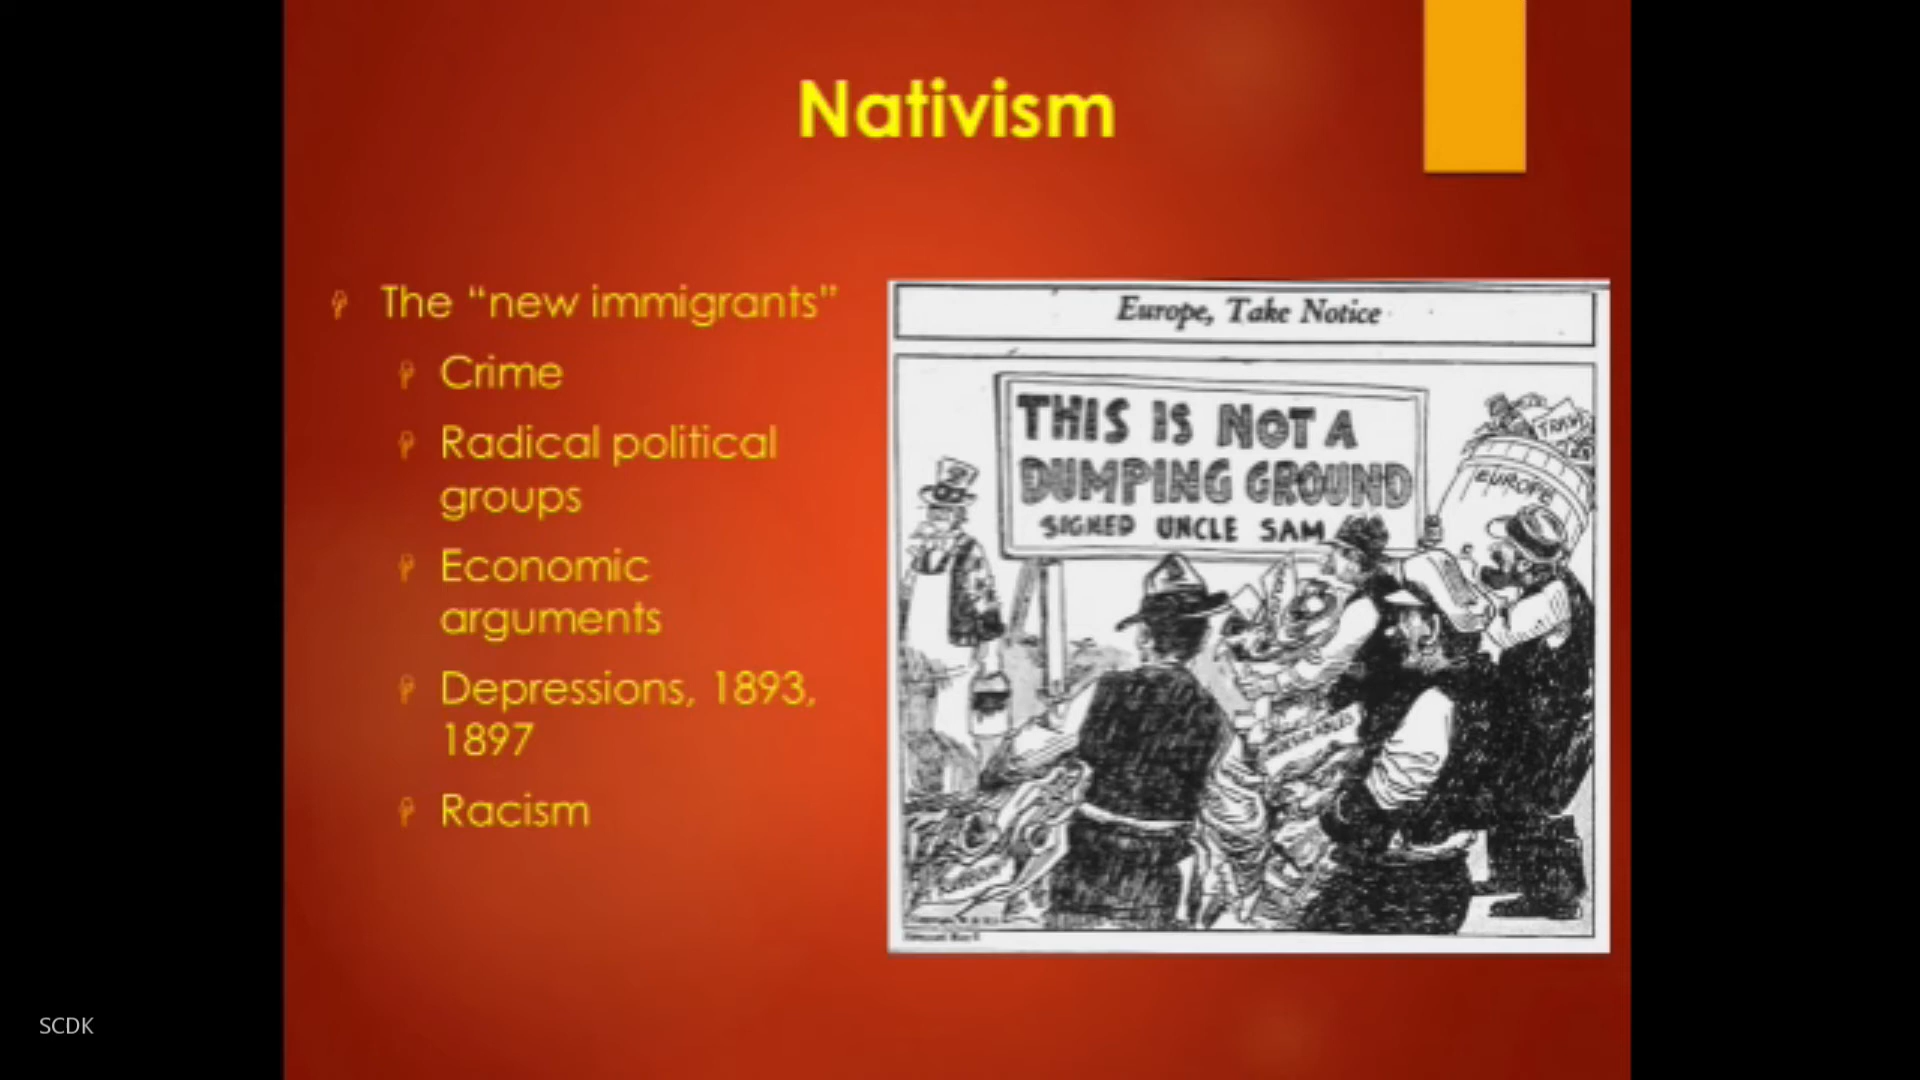 Nativism
The “new immigrants”
Crime
Radical political
groups
Economic
arguments
Depressions, 1893,
1897
Racism
Europe, Take Notice
THIS IS NOT A
DUMPING GROUND
SIGNED UNCLE SAM
EUROPE
SCDK